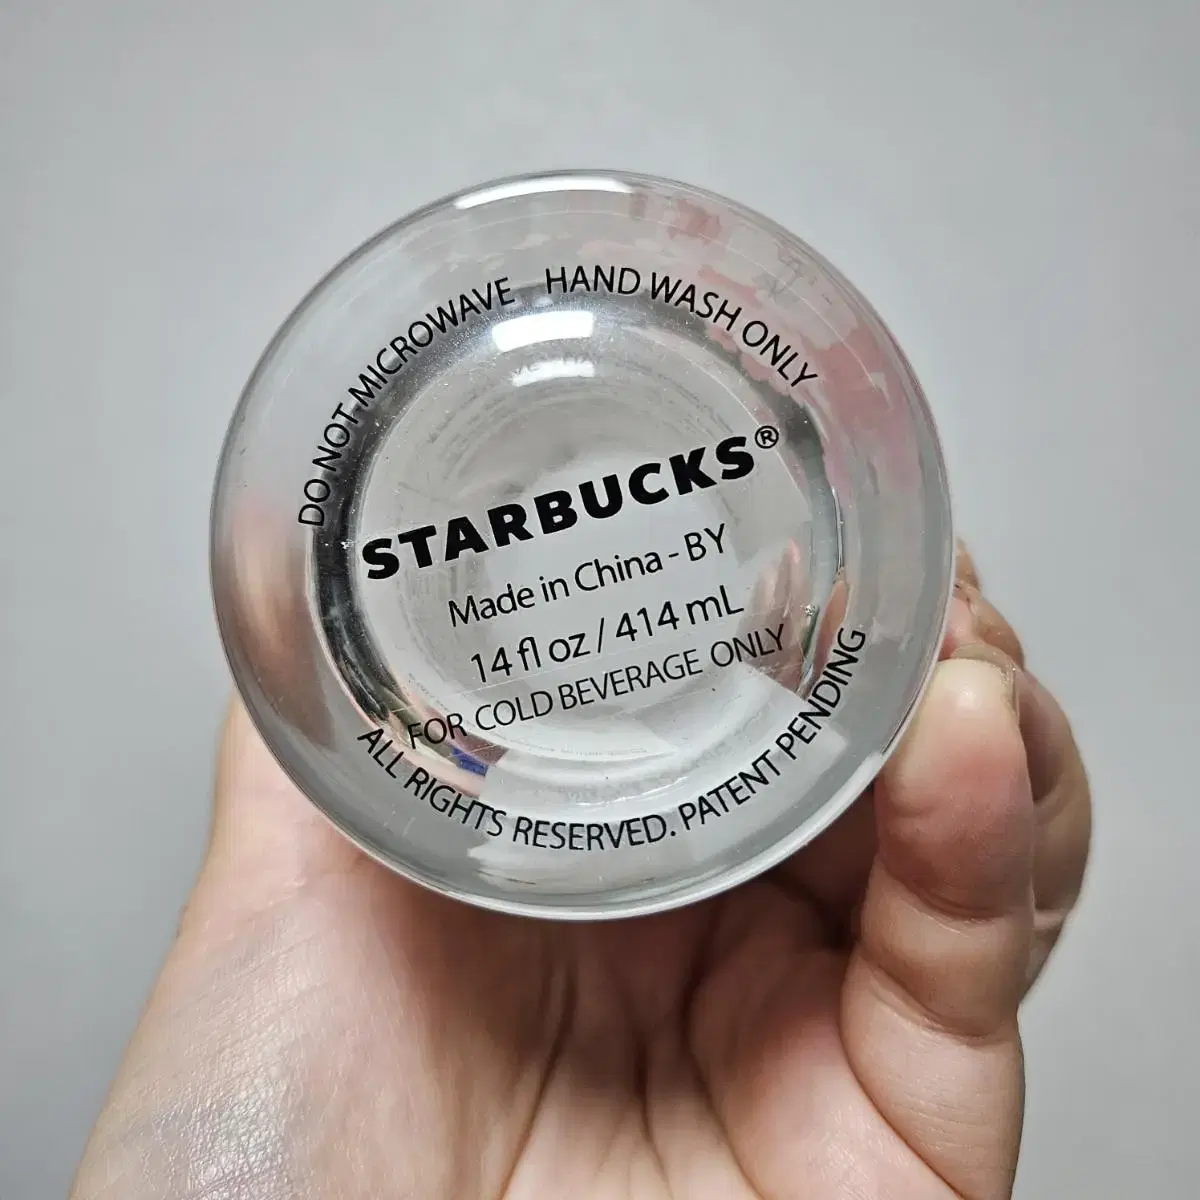 DO NOT MICROWAVE HAND WASH ONLY
STARBUCKS®
Made in China - BY
14 fl oz / 414 mL
FOR COLD BEVERAGE ONLY
ALL RIGHTS RESERVED. PATENT PENDING